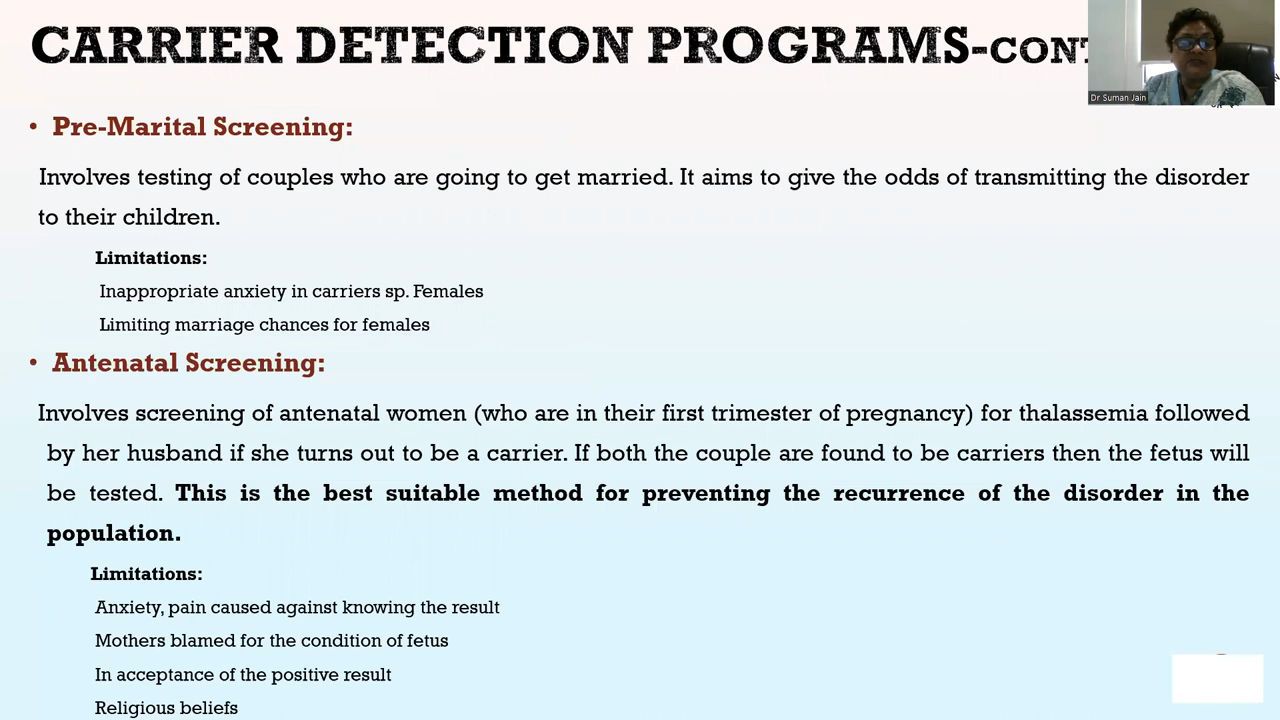 CARRIER DETECTION PROGRAMS-CONT
Dr Suman Jain
• Pre-Marital Screening:
Involves testing of couples who are going to get married. It aims to give the odds of transmitting the disorder
to their children.
Limitations:
Inappropriate anxiety in carriers sp. Females
Limiting marriage chances for females
• Antenatal Screening:
Involves screening of antenatal women (who are in their first trimester of pregnancy) for thalassemia followed
by her husband if she turns out to be a carrier. If both the couple are found to be carriers then the fetus will
be tested. This is the best suitable method for preventing the recurrence of the disorder in the
population.
Limitations:
Anxiety, pain caused against knowing the result
Mothers blamed for the condition of fetus
In acceptance of the positive result
Religious beliefs